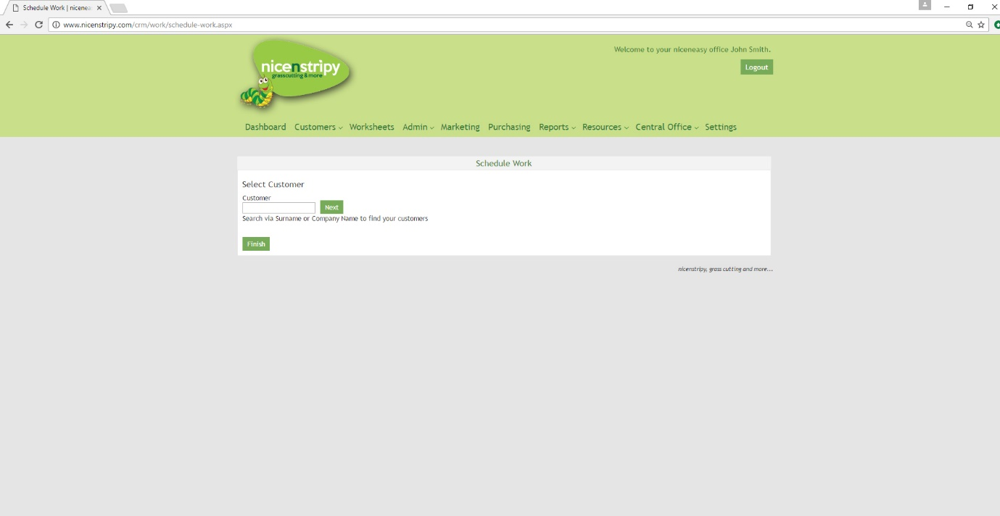 Schedule Work | nicenea
www.nicenstripy.com/crm/work/schedule-work.aspx
nicenstripy
grasscutting & more
Welcome to your niceneasy office John Smith.
Logout
Dashboard Customers Worksheets Admin Marketing Purchasing Reports Resources Central Office Settings
Schedule Work
Select Customer
Customer
Next
Search via Surname or Company Name to find your customers
Finish
nicenstripy, grass cutting and more...